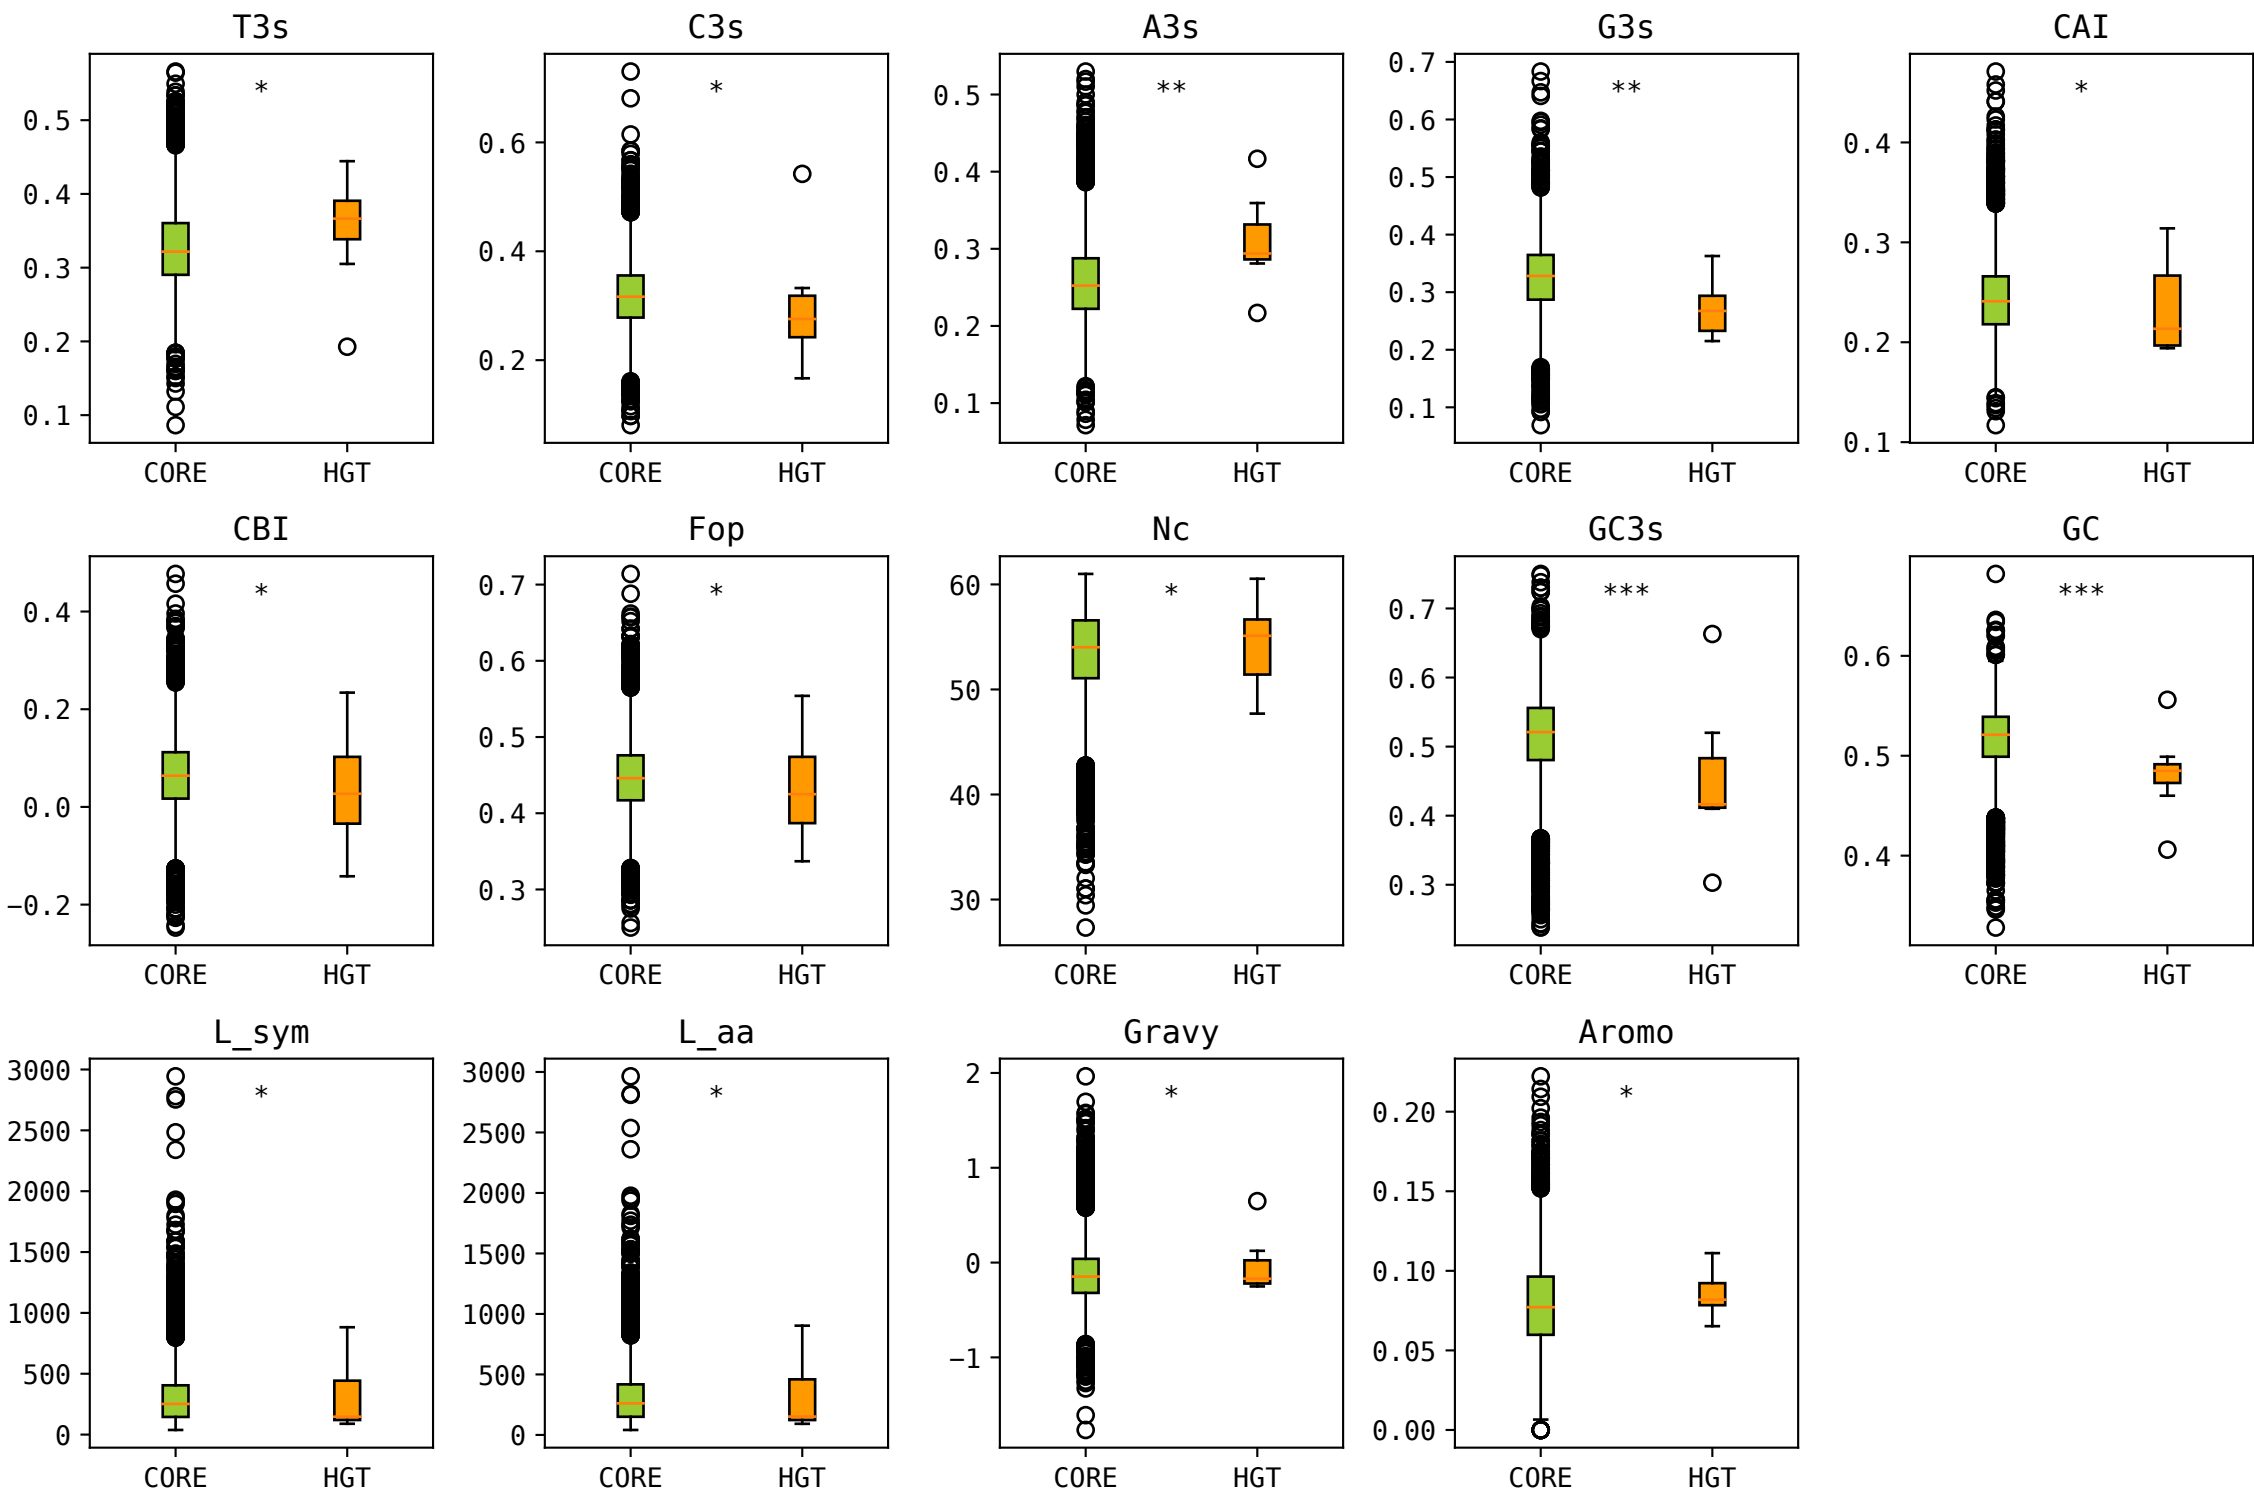 T3s
C3s
A3s
G3s
CAI
*
*
**
**
*
0.5
0.4
0.3
0.2
0.1
0.6
0.4
0.2
0.5
0.4
0.3
0.2
0.1
0.7
0.6
0.5
0.4
0.3
0.2
0.1
0.4
0.3
0.2
0.1
CORE HGT
CORE HGT
CORE HGT
CORE HGT
CORE HGT
CBI
Fop
Nc
GC3s
GC
*
*
*
***
***
0.4
0.2
0.0
−0.2
0.7
0.6
0.5
0.4
0.3
60
50
40
30
0.7
0.6
0.5
0.4
0.3
0.6
0.5
0.4
CORE HGT
CORE HGT
CORE HGT
CORE HGT
CORE HGT
L_sym
L_aa
Gravy
Aromo
*
*
*
*
3000
2500
2000
1500
1000
500
0
3000
2500
2000
1500
1000
500
0
2
1
0
−1
0.20
0.15
0.10
0.05
0.00
CORE HGT
CORE HGT
CORE HGT
CORE HGT